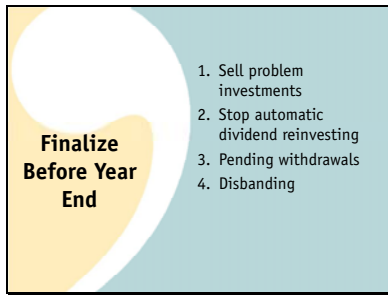 Finalize
Before Year
End
1. Sell problem
investments
2. Stop automatic
dividend reinvesting
3. Pending withdrawals
4. Disbanding